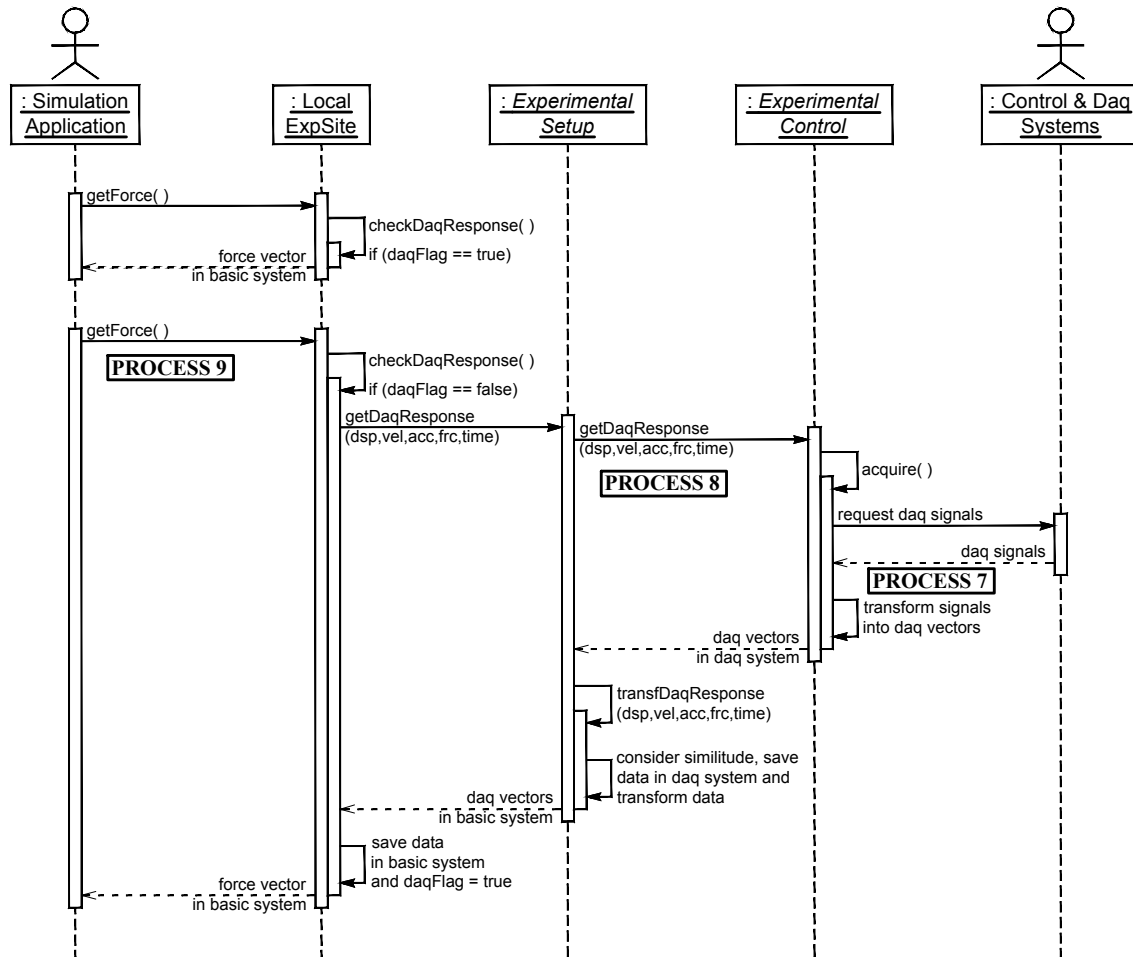 : Simulation
Application
: Local
ExpSite
: Experimental
Setup
: Experimental
Control
: Control & Daq
Systems
getForce( )
checkDaqResponse( )
if (daqFlag == true)
force vector
in basic system
getForce( )
PROCESS 9
checkDaqResponse( )
if (daqFlag == false)
getDaqResponse
(dsp,vel,acc,frc,time)
getDaqResponse
(dsp,vel,acc,frc,time)
PROCESS 8
acquire( )
request daq signals
daq signals
PROCESS 7
transform signals
into daq vectors
daq vectors
in daq system
transfDaqResponse
(dsp,vel,acc,frc,time)
consider similitude, save
data in daq system and
transform data
daq vectors
in basic system
save data
in basic system
and daqFlag = true
force vector
in basic system